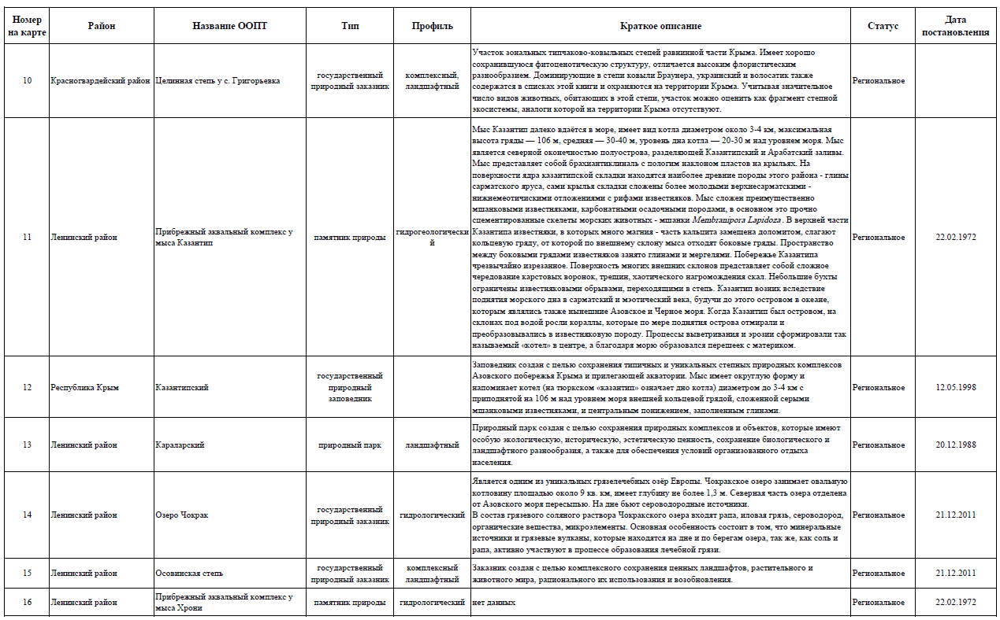 Номер
на карте
Район
Название ООПТ
Тип
Профиль
Краткое описание
Статус
Дата
постановления
10
Красногвардейский район
Целинная степь у с. Григорьевка
государственный
природный заказник
комплексный,
ландшафтный
Участок зональных типчаково-ковыльных степей равнинной части Крыма. Имеет хорошо
сохранившуюся фитоценотическую структуру, отличается высоким флористическим
разнообразием. Доминирующие в степи ковыли Браунера, украинский и волосатик также
содержатся в списках этой книги и охраняются на территории Крыма. Учитывая значительное
число видов животных, обитающих в этой степи, участок можно оценить как фрагмент степной
экосистемы, аналоги которой на территории Крыма отсутствуют.
Региональное
11
Ленинский район
Прибрежный аквальный комплекс у
мыса Казантип
памятник природы
гидрогеологически
й
Мыс Казантип далеко вдаётся в море, имеет вид котла диаметром около 3-4 км, максимальная
высота гряды — 106 м, средняя — 30-40 м, уровень дна котла — 20-30 м над уровнем моря. Мыс
является северной оконечностью полуострова, разделяющей Казантипский и Арабатский заливы.
Мыс представляет собой брахиантиклиналь с пологим наклоном пластов на крыльях. На
поверхности ядра казантипской складки находятся наиболее древние породы этого района - глины
сарматского яруса, сами крылья складки сложены более молодыми верхнесарматскими -
нижнемеотичискими отложениями с рифами известняков. Мыс сложен преимущественно
мшанковыми известняками, карбонатными осадочными породами, в основном это прочно
сцементированные скелеты морских животных - мшанки Membranipora Lapidoza . В верхней части
Казантипа известняки, в которых много магния - часть кальцита замещена доломитом, слагают
кольцевую гряду, от которой по внешнему склону мыса отходят боковые гряды. Пространство
между боковыми грядами известняков занято глинами и мергелями. Побережье Казантипа
чрезвычайно изрезанное. Поверхность многих внешних склонов представляет собой сложное
чередование карстовых воронок, трещин, хаотического нагромождения скал. Небольшие бухты
ограничены известняковыми обрывами, переходящими в степь. Казантип возник вследствие
поднятия морского дна в сарматский и мэотический века, будучи до этого островом в океане,
которым являлись также нынешние Азовское и Черное моря. Когда Казантип был островом, на
склонах под водой росли кораллы, которые по мере поднятия острова отмирали и
преобразовывались в известняковую породу. Процессы выветривания и эрозии сформировали так
называемый «котел» в центре, а благодаря морю образовался перешеек с материком.
Региональное
22.02.1972
12
Республика Крым
Казантипский
государственный
природный
заповедник
Заповедник создан с целью сохранения типичных и уникальных степных природных комплексов
Азовского побережья Крыма и прилегающей акватории. Мыс имеет округлую форму и
напоминает котел (на тюркском «казантип» означает дно котла) диаметром до 3-4 км с
приподнятой на 106 м над уровнем моря внешней кольцевой грядой, сложенной серыми
мшанковыми известняками, и центральным понижением, заполненным глинами.
Региональное
12.05.1998
13
Ленинский район
Караларский
природный парк
ландшафтный
Природный парк создан с целью сохранения природных комплексов и объектов, которые имеют
особую экологическую, историческую, эстетическую ценность, сохранение биологического и
ландшафтного разнообразия, а также для обеспечения условий организованного отдыха
населения.
Региональное
20.12.1988
14
Ленинский район
Озеро Чокрак
государственный
природный заказник
гидрологический
Является одним из уникальных грязелечебных озёр Европы. Чокракское озеро занимает овальную
котловину площадью около 9 кв. км, имеет глубину не более 1,3 м. Северная часть озера отделена
от Азовского моря пересыпью. На дне бьют сероводородные источники.
В состав грязевого соляного раствора Чокракского озера входят рапа, иловая грязь, сероводород,
органические вещества, микроэлементы. Основная особенность состоит в том, что минеральные
источники и грязевые вулканы, которые находятся на дне и по берегам озера, так же, как соль и
рапа, активно участвуют в процессе образования лечебной грязи.
Региональное
21.12.2011
15
Ленинский район
Осовинская степь
государственный
природный заказник
комплексный
ландшафтный
Заказник создан с целью комплексного сохранения ценных ландшафтов, растительного и
животного мира, рационального их использования и возобновления.
Региональное
21.12.2011
16
Ленинский район
Прибрежный аквальный комплекс у
мыса Хрони
памятник природы
гидрологический
нет данных
Региональное
22.02.1972